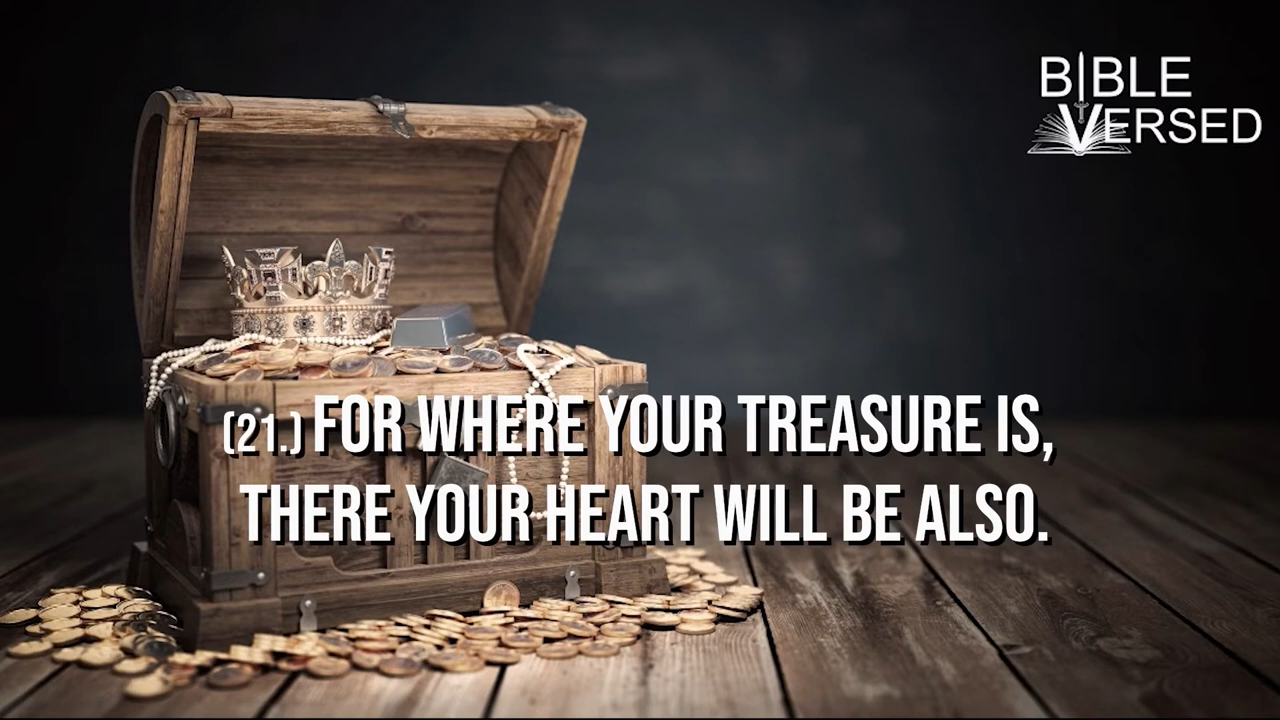 BIBLE
VERSED
(21.) FOR WHERE YOUR TREASURE IS,
THERE YOUR HEART WILL BE ALSO.